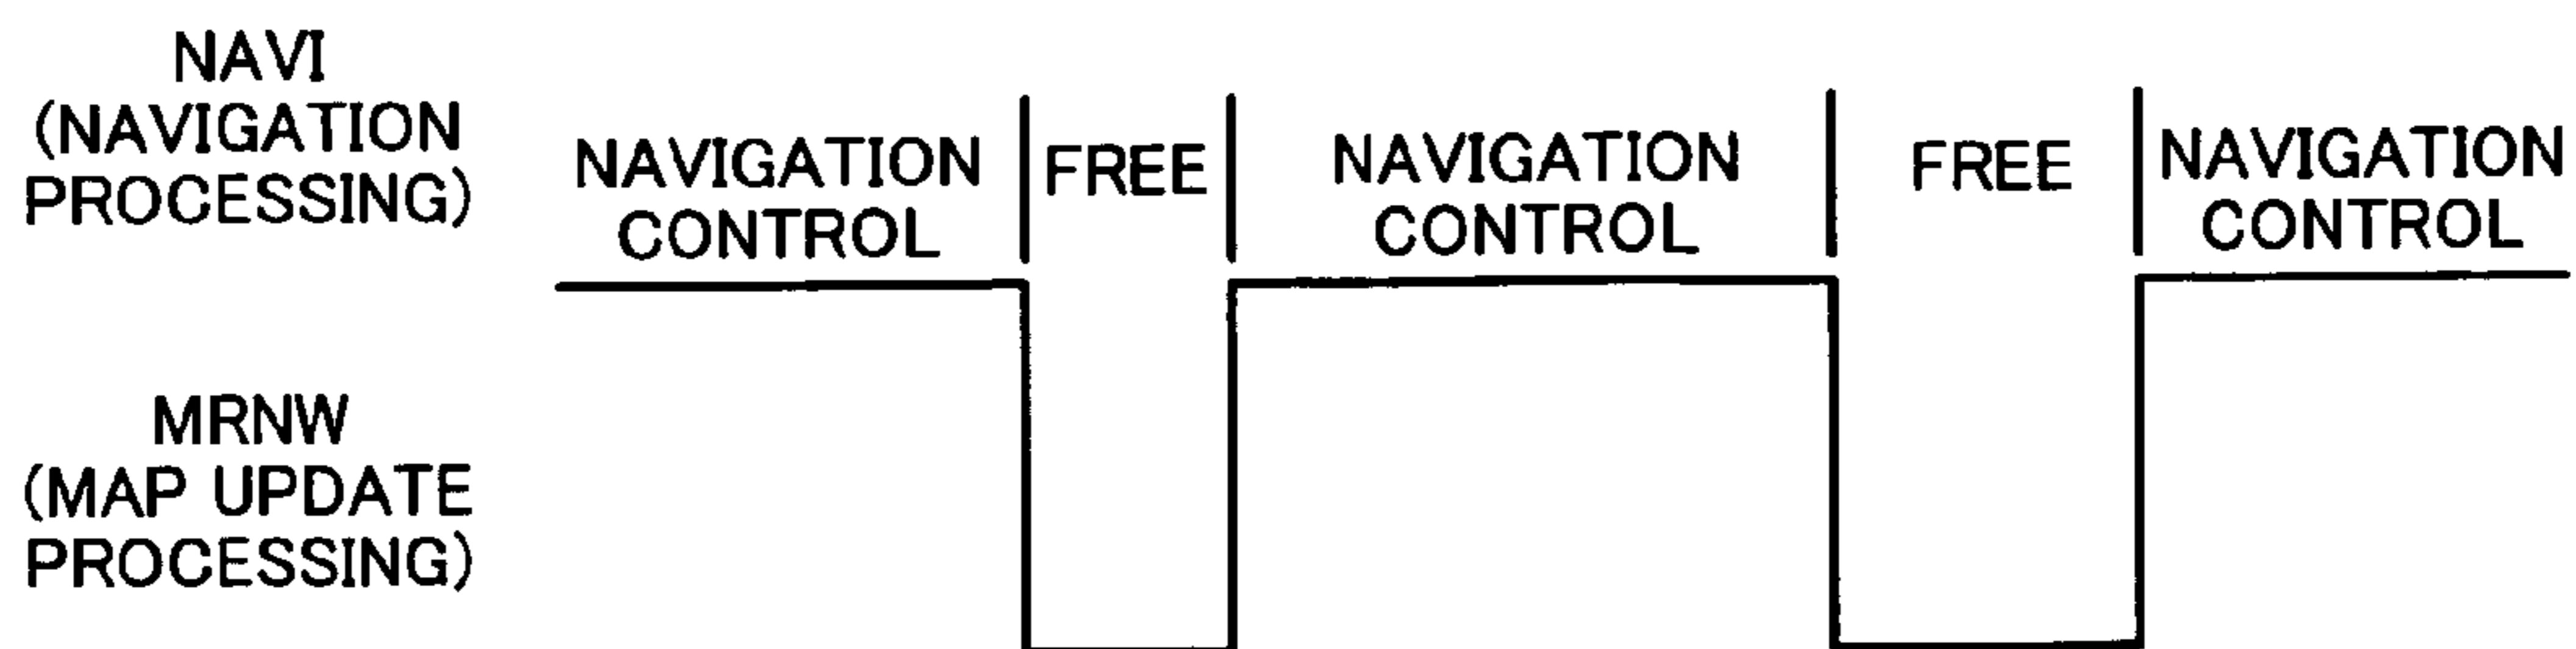 NAVI
(NAVIGATION
PROCESSING)
NAVIGATION
CONTROL
FREE
NAVIGATION
CONTROL
FREE
NAVIGATION
CONTROL
MRNW
(MAP UPDATE
PROCESSING)